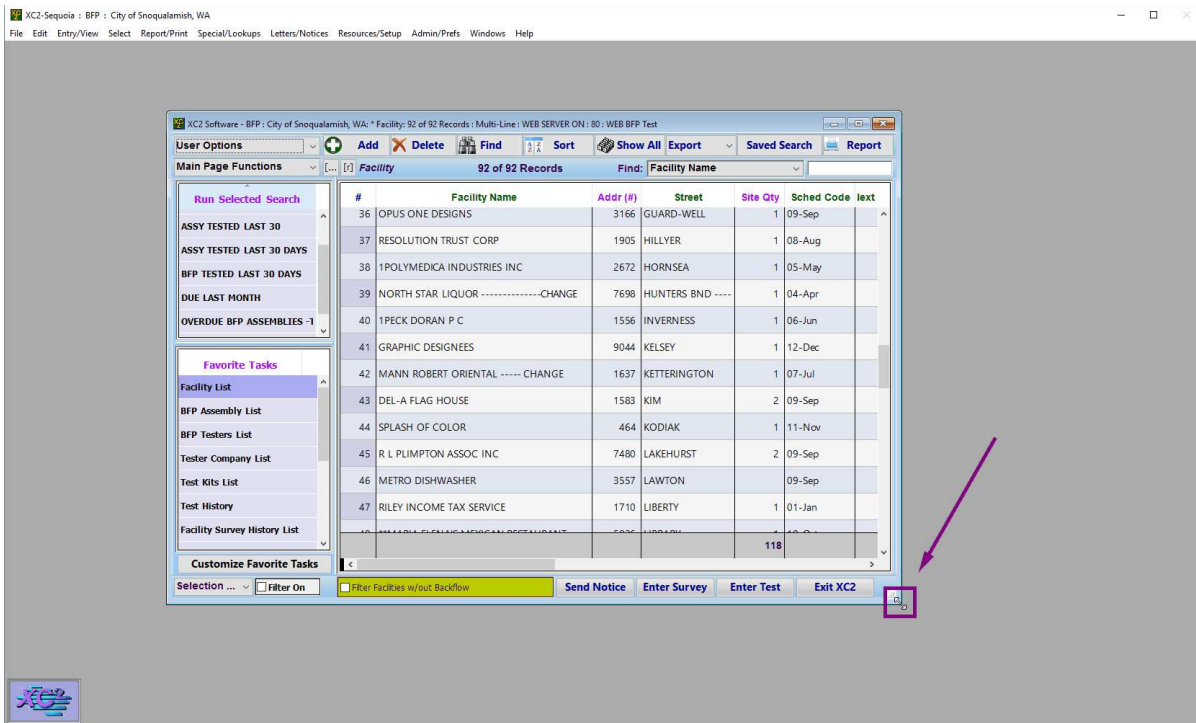 XC2-Sequoia : BFP : City of Snoqualamish, WA
File Edit Entry/View Select Report/Print Special/Lookups Letters/Notices Resources/Setup Admin/Prefs Windows Help
XC2 Software - BFP : City of Snoqualamish, WA: * Facility: 92 of 92 Records : Multi-Line : WEB SERVER ON : 80 : WEB BFP Test
User Options Add Delete Find Sort Show All Export Saved Search Report
Main Page Functions [... [r] Facility 92 of 92 Records Find: Facility Name
Run Selected Search
ASSY TESTED LAST 30
ASSY TESTED LAST 30 DAYS
BFP TESTED LAST 30 DAYS
DUE LAST MONTH
OVERDUE BFP ASSEMBLIES -T
Favorite Tasks
Facility List
BFP Assembly List
BFP Testers List
Tester Company List
Test Kits List
Test History
Facility Survey History List
Customize Favorite Tasks
# Facility Name Addr (#) Street Site Qty Sched Code lext
36 OPUS ONE DESIGNS 3166 GUARD-WELL 1 09-Sep
37 RESOLUTION TRUST CORP 1905 HILLYER 1 08-Aug
38 1POLYMEDICA INDUSTRIES INC 2672 HORNSEA 1 05-May
39 NORTH STAR LIQUOR --------------CHANGE 7698 HUNTERS BND ---- 1 04-Apr
40 1PECK DORAN P C 1556 INVERNESS 1 06-Jun
41 GRAPHIC DESIGNEES 9044 KELSEY 1 12-Dec
42 MANN ROBERT ORIENTAL ----- CHANGE 1637 KETTERINGTON 1 07-Jul
43 DEL-A FLAG HOUSE 1583 KIM 2 09-Sep
44 SPLASH OF COLOR 464 KODIAK 1 11-Nov
45 R L PLIMPTON ASSOC INC 7480 LAKEHURST 2 09-Sep
46 METRO DISHWASHER 3557 LAWTON 09-Sep
47 RILEY INCOME TAX SERVICE 1710 LIBERTY 1 01-Jan
118
Selection ... Filter On Filter Facilities w/out Backflow Send Notice Enter Survey Enter Test Exit XC2
XC2